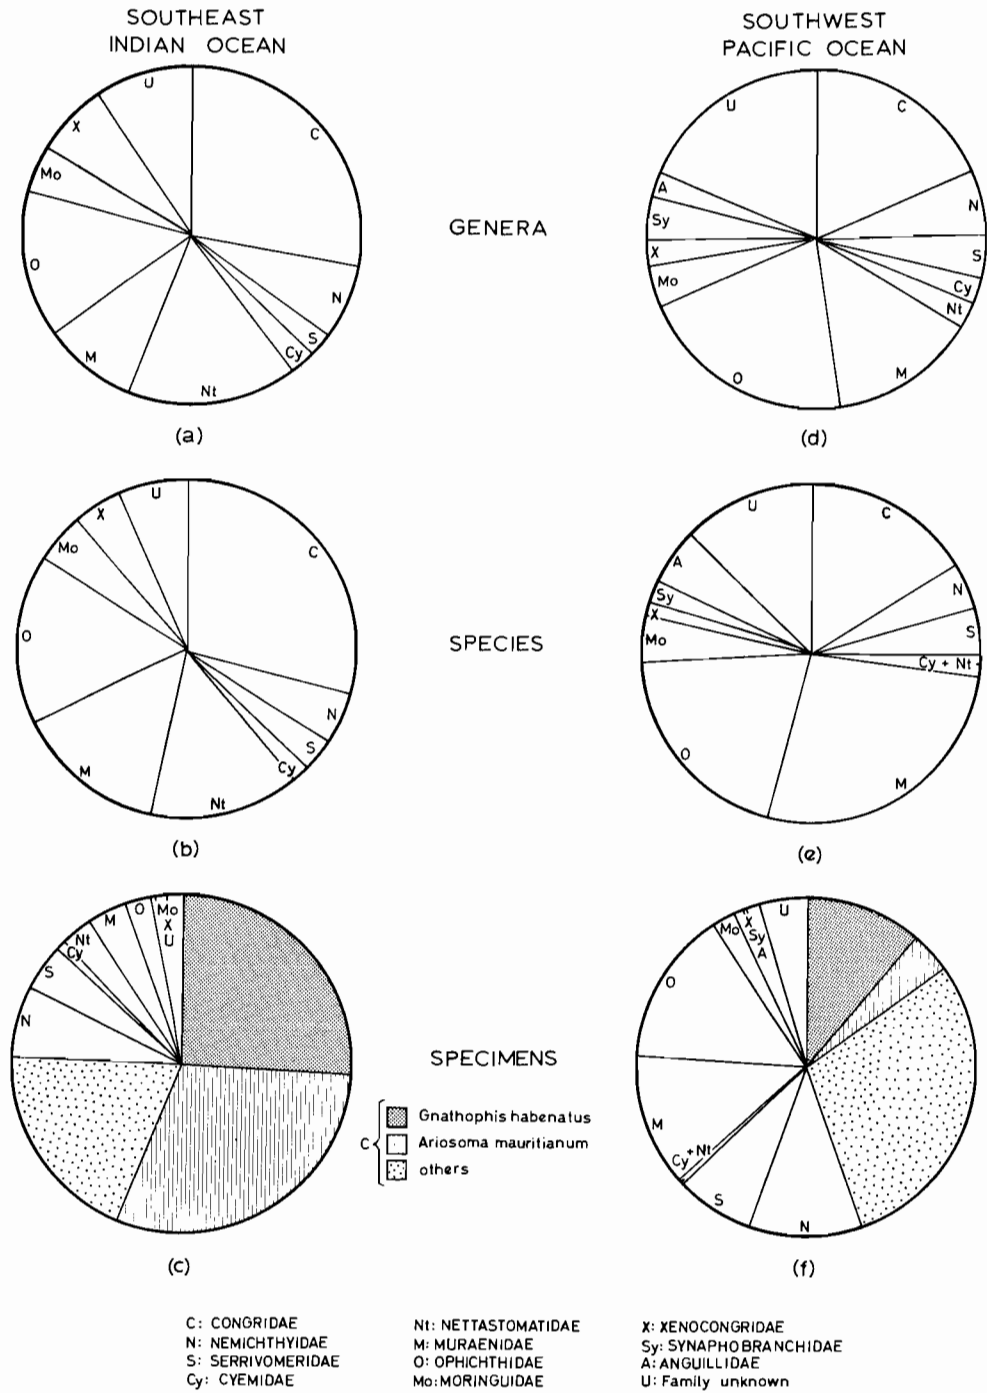 SOUTHEAST
INDIAN OCEAN
SOUTHWEST
PACIFIC OCEAN
U
C
X
Mo
O
N
S
Cy
M
Nt
(a)
GENERA
U
C
A
N
Sy
S
X
Cy
Mo
Nt
O
M
(d)
U
X
C
Mo
O
N
S
Cy
M
Nt
(b)
SPECIES
U
C
A
N
Sy
X
S
Mo
Cy + Nt
O
M
(e)
Mo
X
U
O
M
Nt
Cy
S
N
(c)
SPECIMENS
C
Gnathophis habenatus
Ariosoma mauritianum
others
U
X
Sy
A
Mo
O
M
Cy + Nt
S
N
(f)
C: CONGRIDAE
N: NEMICHTHYIDAE
S: SERRIVOMERIDAE
Cy: CYEMIDAE
Nt: NETTASTOMATIDAE
M: MURAENIDAE
O: OPHICHTHIDAE
Mo: MORINGUIDAE
X: XENOCONGRIDAE
Sy: SYNAPHOBRANCHIDAE
A: ANGUILLIDAE
U: Family unknown